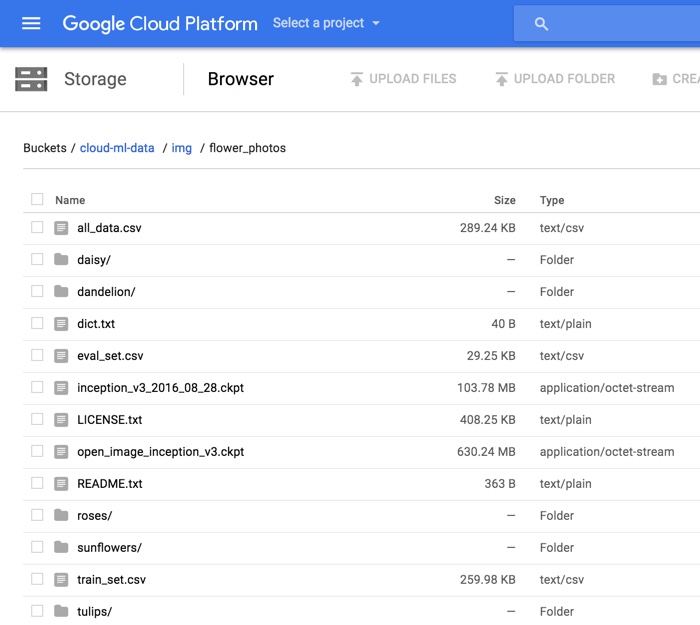 Google Cloud Platform Select a project
Storage Browser UPLOAD FILES UPLOAD FOLDER CREA
Buckets / cloud-ml-data / img / flower_photos
Name Size Type
all_data.csv 289.24 KB text/csv
daisy/ — Folder
dandelion/ — Folder
dict.txt 40 B text/plain
eval_set.csv 29.25 KB text/csv
inception_v3_2016_08_28.ckpt 103.78 MB application/octet-stream
LICENSE.txt 408.25 KB text/plain
open_image_inception_v3.ckpt 630.24 MB application/octet-stream
README.txt 363 B text/plain
roses/ — Folder
sunflowers/ — Folder
train_set.csv 259.98 KB text/csv
tulips/ — Folder